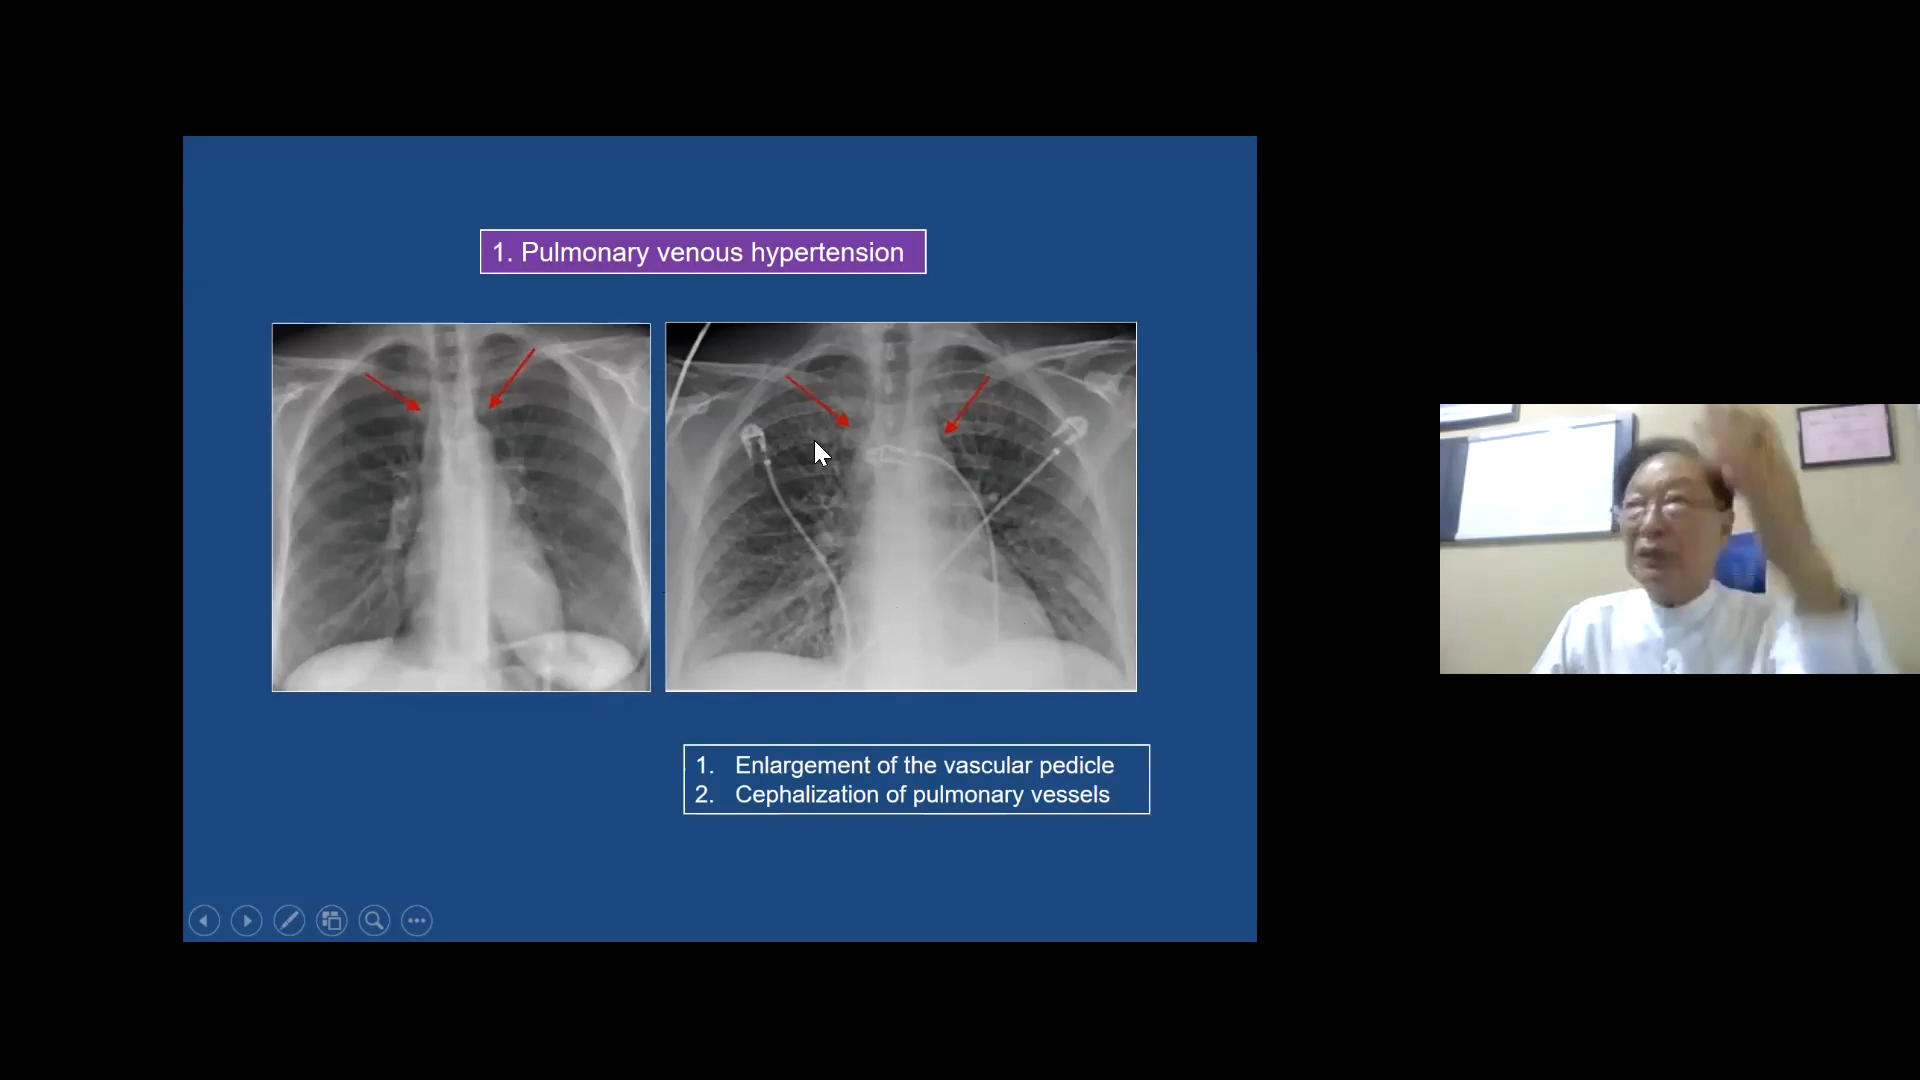 1. Pulmonary venous hypertension
1. Enlargement of the vascular pedicle
2. Cephalization of pulmonary vessels